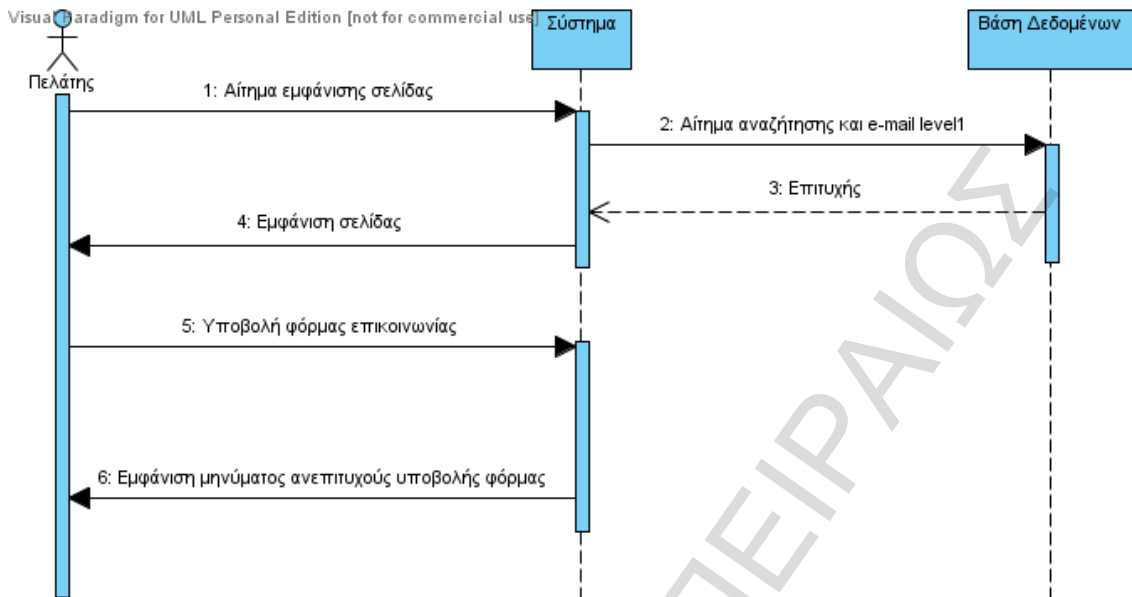 Visual Paradigm for UML Personal Edition [not for commercial use]
Σύστημα
Βάση Δεδομένων
Πελάτης
1: Αίτημα εμφάνισης σελίδας
2: Αίτημα αναζήτησης και e-mail level1
3: Επιτυχής
4: Εμφάνιση σελίδας
5: Υποβολή φόρμας επικοινωνίας
6: Εμφάνιση μηνύματος ανεπιτυχούς υποβολής φόρμας
ΠΕΙΡΑΙΩΣ